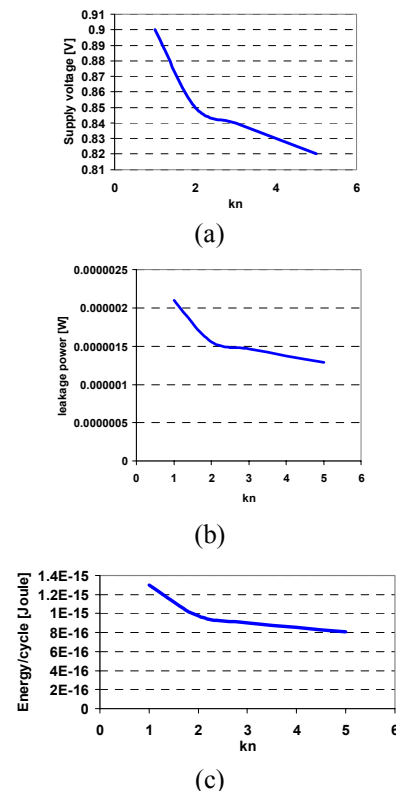 0.91
0.9
0.89
0.88
0.87
0.86
0.85
0.84
0.83
0.82
0.81
Supply voltage [V]
0 2 4 6
kn
(a)
0.0000025
0.000002
0.0000015
0.000001
0.0000005
0
leakage power [W]
0 1 2 3 4 5 6
kn
(b)
1.4E-15
1.2E-15
1E-15
8E-16
6E-16
4E-16
2E-16
0
Energy/cycle [Joule]
0 1 2 3 4 5 6
kn
(c)